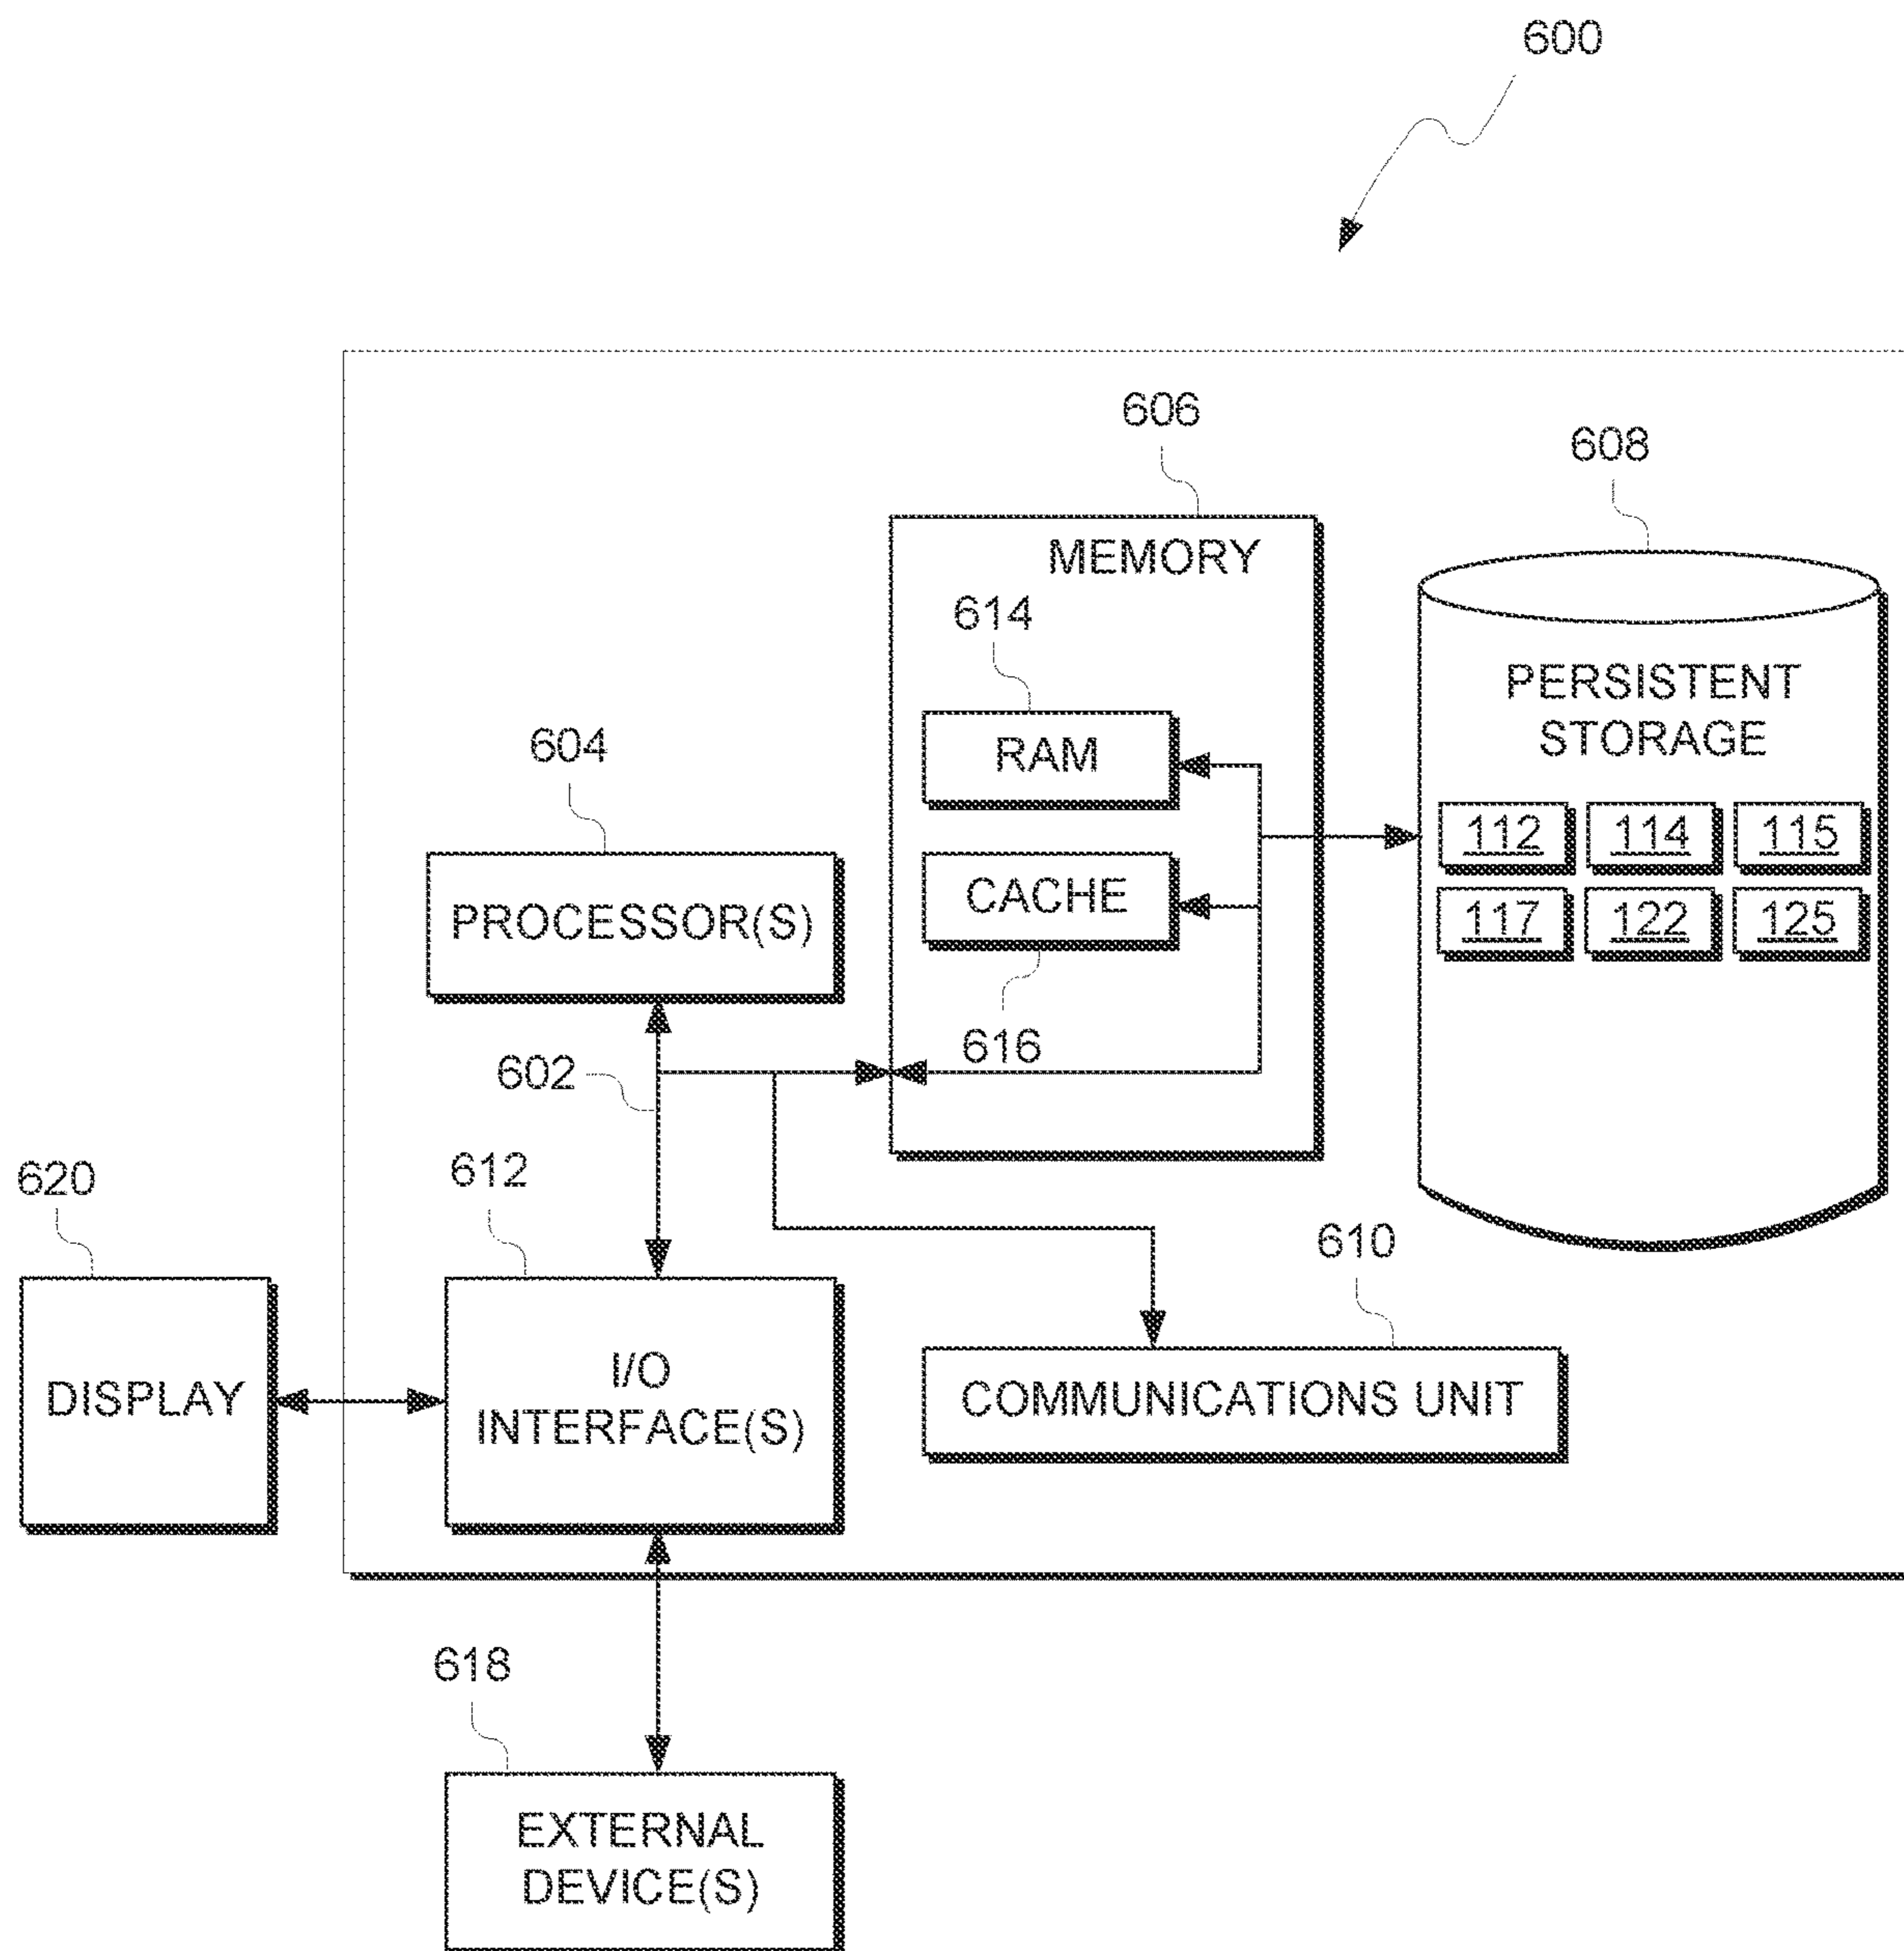 600
606
608
MEMORY
614
PERSISTENT
STORAGE
RAM
604
112 114 115
CACHE
PROCESSOR(S)
117 122 125
616
602
612
620
610
I/O
INTERFACE(S)
DISPLAY
COMMUNICATIONS UNIT
618
EXTERNAL
DEVICE(S)